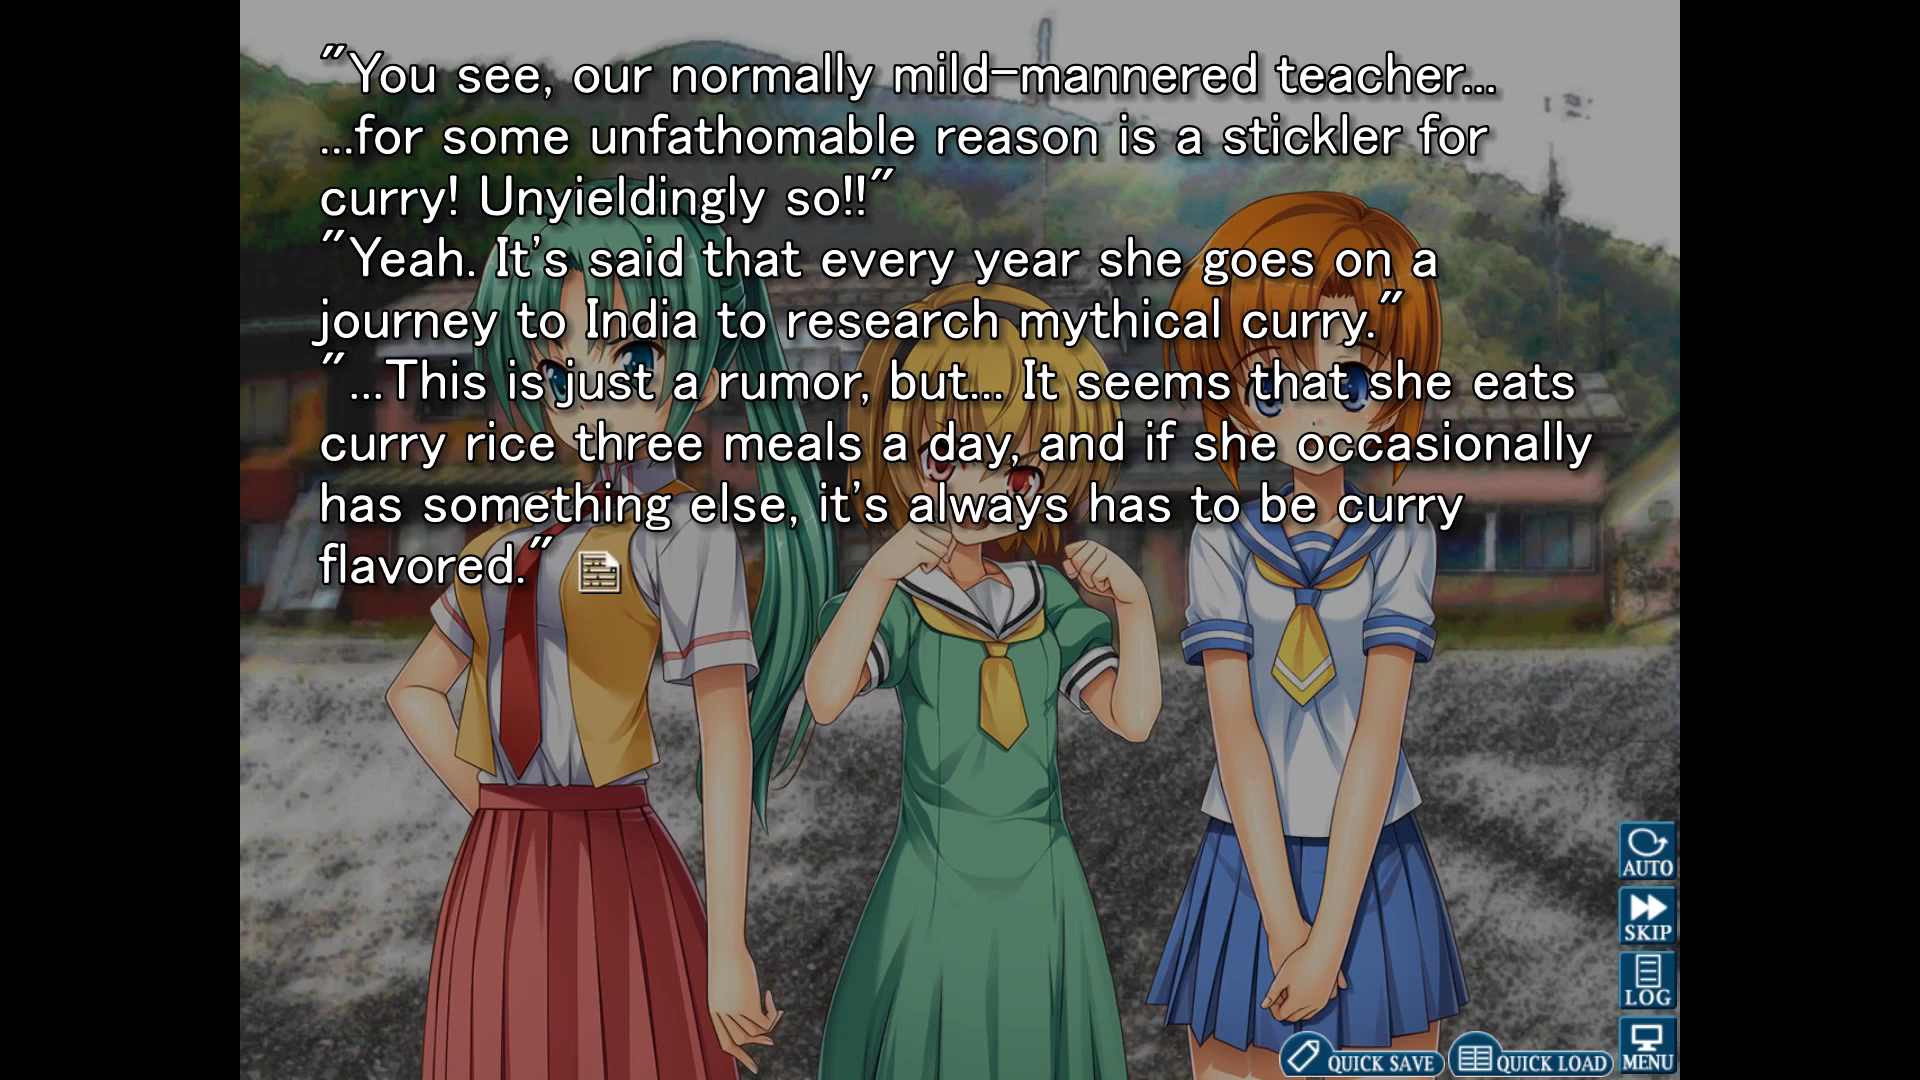 "You see, our normally mild-mannered teacher...
...for some unfathomable reason is a stickler for
curry! Unyieldingly so!!"
"Yeah. It's said that every year she goes on a
journey to India to research mythical curry."
"...This is just a rumor, but... It seems that she eats
curry rice three meals a day, and if she occasionally
has something else, it's always has to be curry
flavored."
AUTO
SKIP
LOG
MENU
QUICK SAVE
QUICK LOAD